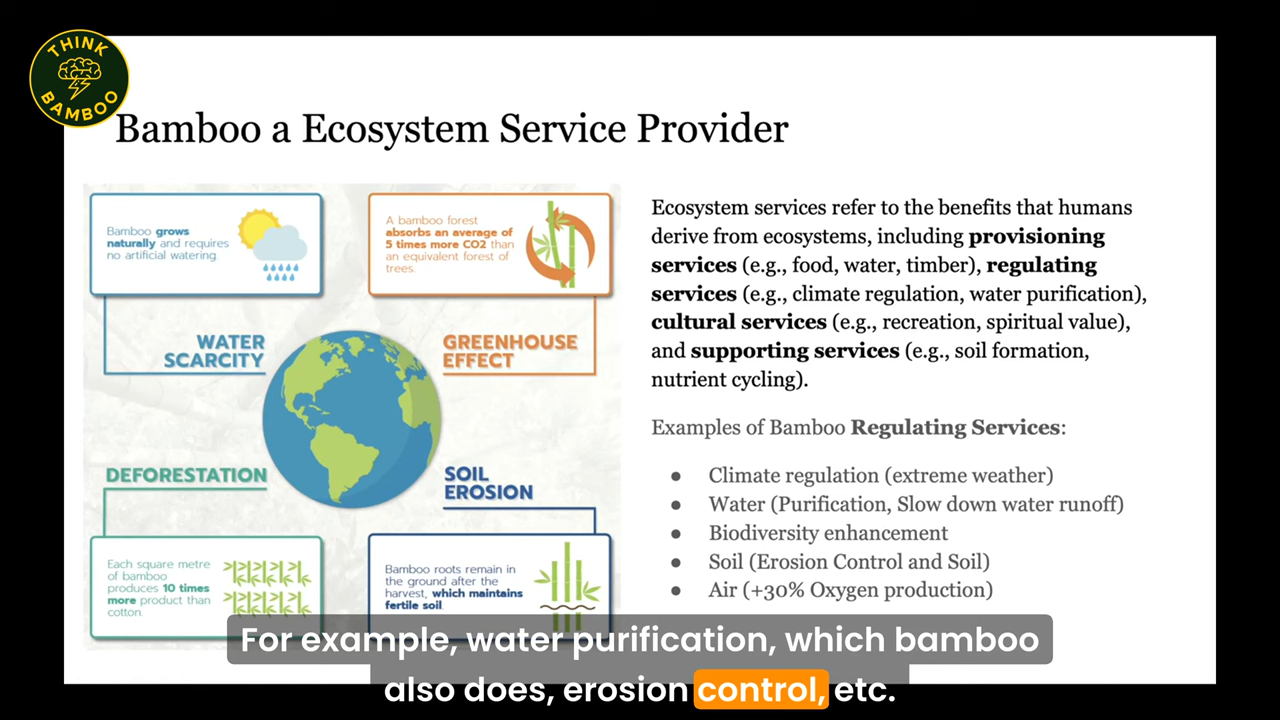 THINK
BAMBOO
Bamboo a Ecosystem Service Provider
Bamboo grows
naturally and requires
no artificial watering.
A bamboo forest
absorbs an average of
5 times more CO2 than
an equivalent forest of
trees.
WATER
SCARCITY
GREENHOUSE
EFFECT
DEFORESTATION
SOIL
EROSION
Each square metre
of bamboo
produces 10 times
more product than
cotton.
Bamboo roots remain in
the ground after the
harvest, which maintains
fertile soil.
Ecosystem services refer to the benefits that humans
derive from ecosystems, including provisioning
services (e.g., food, water, timber), regulating
services (e.g., climate regulation, water purification),
cultural services (e.g., recreation, spiritual value),
and supporting services (e.g., soil formation,
nutrient cycling).
Examples of Bamboo Regulating Services:
● Climate regulation (extreme weather)
● Water (Purification, Slow down water runoff)
● Biodiversity enhancement
● Soil (Erosion Control and Soil)
● Air (+30% Oxygen production)
For example, water purification, which bamboo
also does, erosion control, etc.